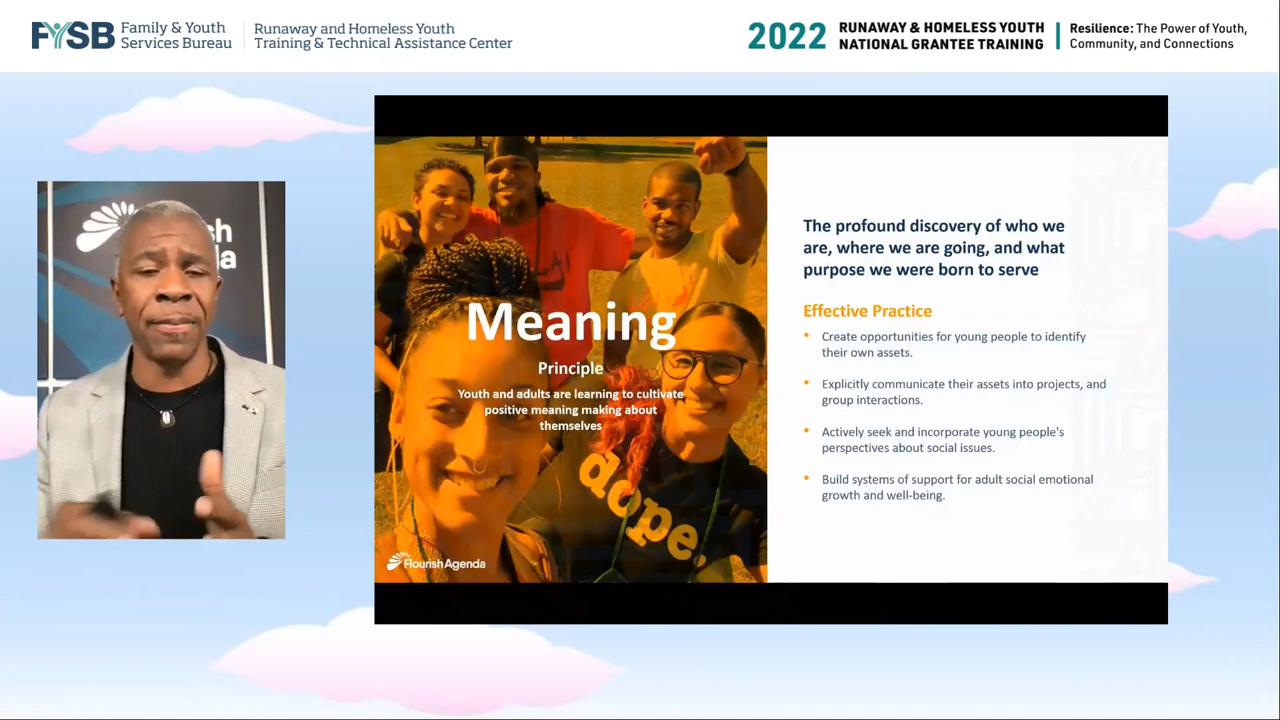 FYSB
Family & Youth
Services Bureau
Runaway and Homeless Youth
Training & Technical Assistance Center
2022
RUNAWAY & HOMELESS YOUTH
NATIONAL GRANTEE TRAINING
Resilience: The Power of Youth,
Community, and Connections
Meaning
Principle
Youth and adults are learning to cultivate
positive meaning making about
themselves
dope.
Flourish Agenda
The profound discovery of who we
are, where we are going, and what
purpose we were born to serve
Effective Practice
• Create opportunities for young people to identify
their own assets.
• Explicitly communicate their assets into projects, and
group interactions.
• Actively seek and incorporate young people's
perspectives about social issues.
• Build systems of support for adult social emotional
growth and well-being.